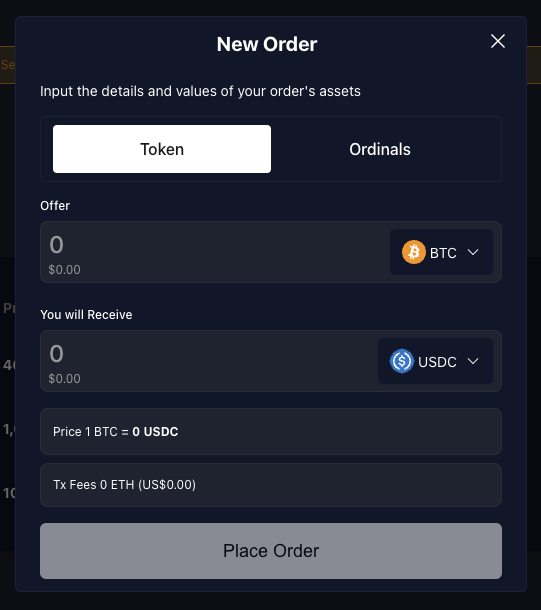 New Order
Input the details and values of your order's assets
Token
Ordinals
Offer
0
BTC
$0.00
You will Receive
0
USDC
$0.00
Price 1 BTC = 0 USDC
Tx Fees 0 ETH (US$0.00)
Place Order